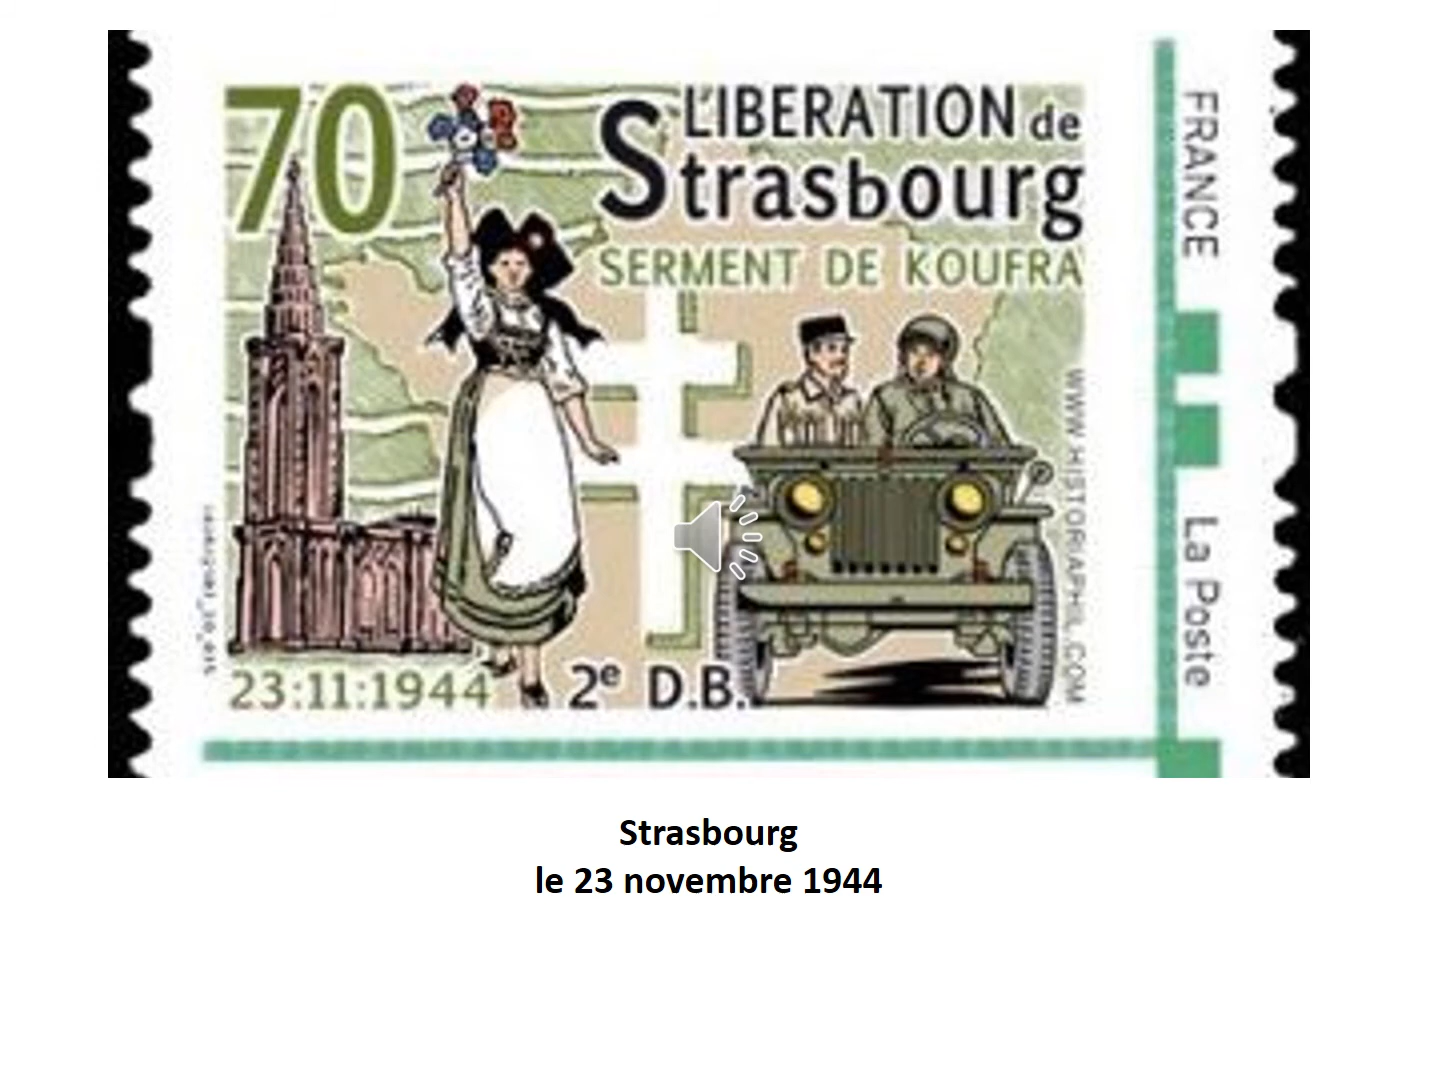 70
L'IBERATION de
Strasbourg
SERMENT DE KOUFRA
23:11:1944
2e D.B.
WWW.HISTORIAPHIL.COM
FRANCE
La Poste
Strasbourg
le 23 novembre 1944